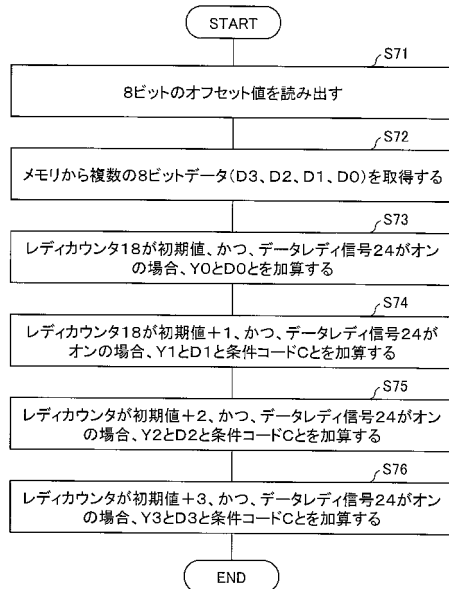 START
S71
8ビットのオフセット値を読み出す
S72
メモリから複数の8ビットデータ(D3、D2、D1、D0)を取得する
S73
レディカウンタ18が初期値、かつ、データレディ信号24がオン
の場合、Y0とD0とを加算する
S74
レディカウンタ18が初期値+1、かつ、データレディ信号24が
オンの場合、Y1とD1と条件コードCとを加算する
S75
レディカウンタが初期値+2、かつ、データレディ信号24がオン
の場合、Y2とD2と条件コードCとを加算する
S76
レディカウンタが初期値+3、かつ、データレディ信号24がオン
の場合、Y3とD3と条件コードCとを加算する
END